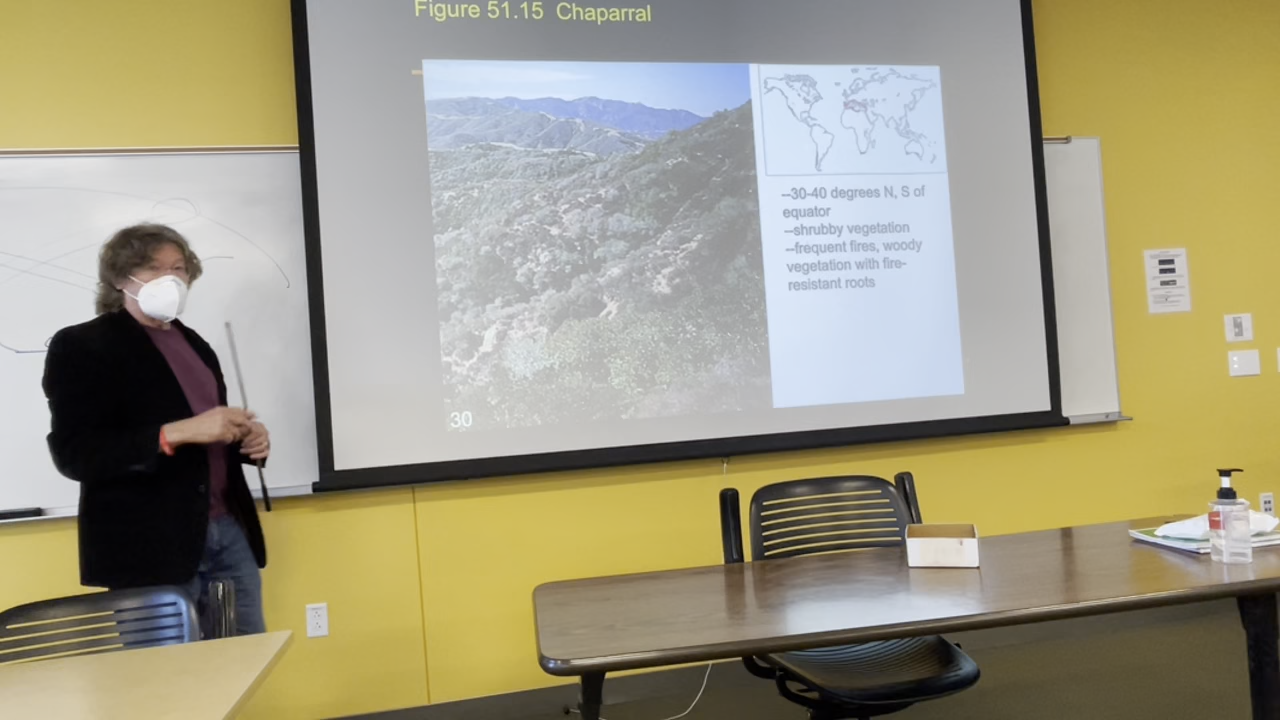 Figure 51.15 Chaparral
--30-40 degrees N, S of
equator
--shrubby vegetation
--frequent fires, woody
vegetation with fire-
resistant roots
30